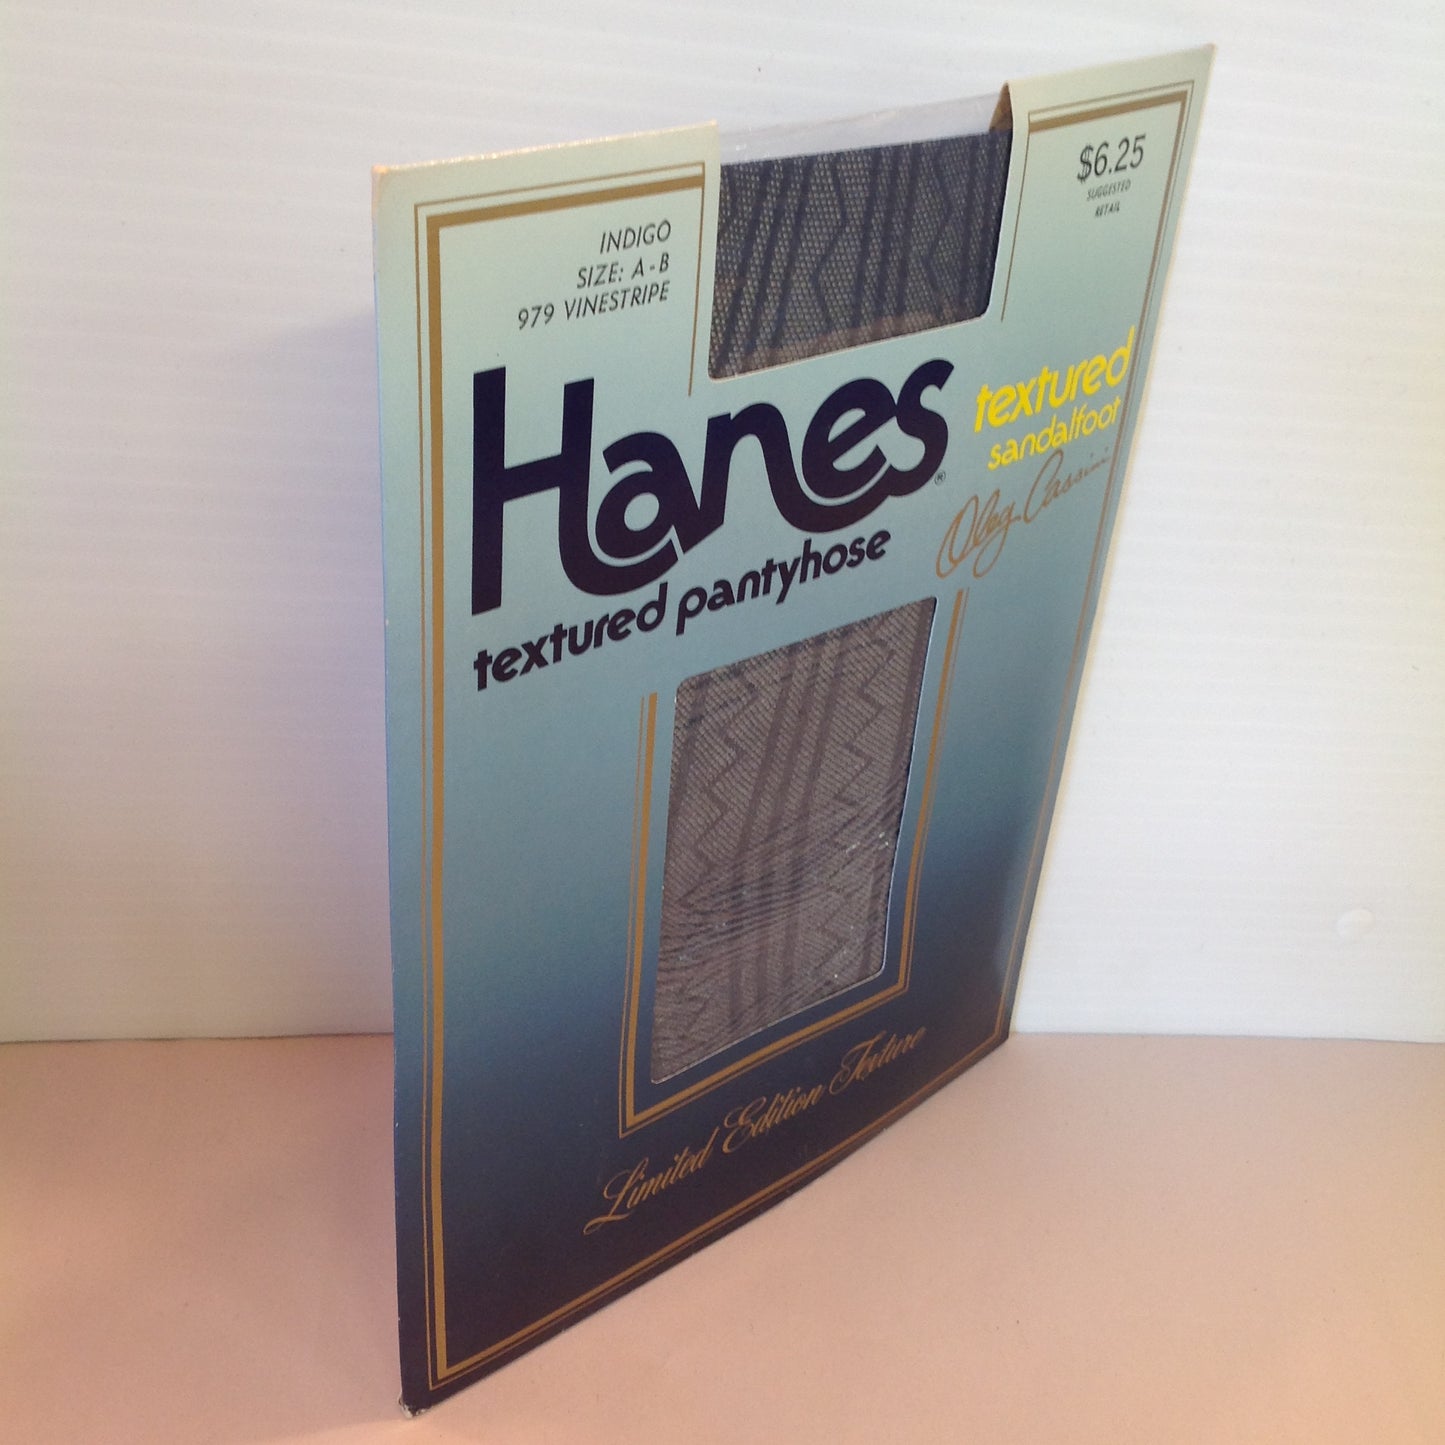 INDIGO
SIZE: A-B
979 VINESTRIPE
$6.25
SUGGESTED
RETAIL
Hanes®
textured pantyhose
textured
sandalfoot
Oleg Cassini
Limited Edition Texture